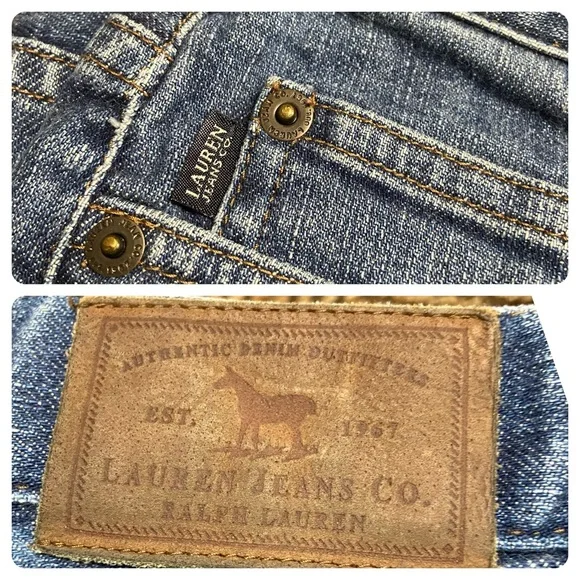 LAUREN
JEANS CO.
AUTHENTIC DENIM OUTFITTERS
EST. 1967
LAUREN JEANS CO.
RALPH LAUREN